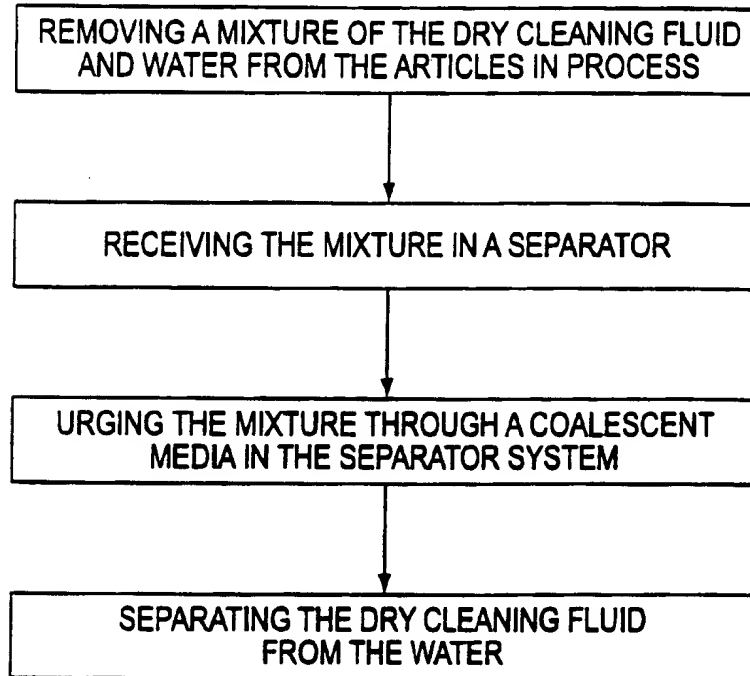 REMOVING A MIXTURE OF THE DRY CLEANING FLUID
AND WATER FROM THE ARTICLES IN PROCESS
RECEIVING THE MIXTURE IN A SEPARATOR
URGING THE MIXTURE THROUGH A COALESCENT
MEDIA IN THE SEPARATOR SYSTEM
SEPARATING THE DRY CLEANING FLUID
FROM THE WATER